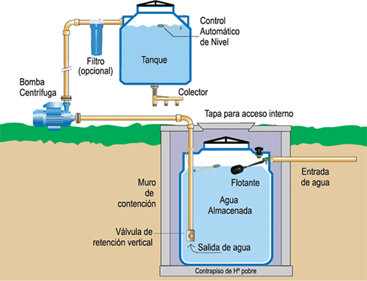 Control
Automático
de Nivel
Filtro
(opcional)
Tanque
Bomba
Centrífuga
Colector
Tapa para acceso interno
Muro
de
contención
Flotante
Entrada
de agua
Agua
Almacenada
Válvula de
retención vertical
Salida de agua
Contrapiso de Hº pobre